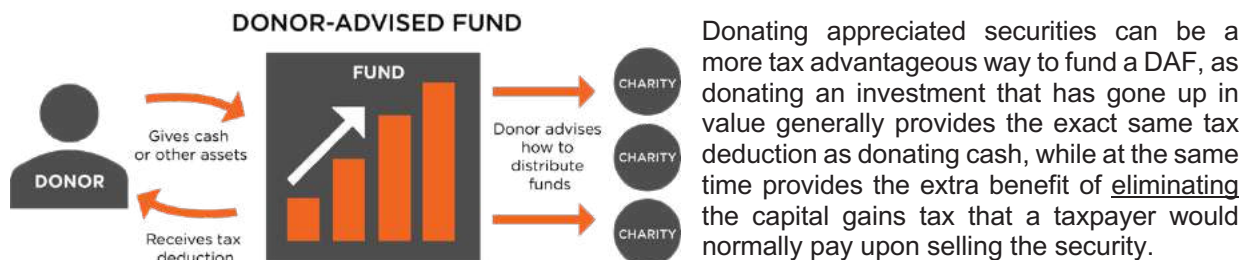 DONOR-ADVISED FUND
FUND
DONOR
Gives cash
or other assets
Receives tax
deduction
Donor advises
how to
distribute
funds
CHARITY
CHARITY
CHARITY
Donating appreciated securities can be a
more tax advantageous way to fund a DAF, as
donating an investment that has gone up in
value generally provides the exact same tax
deduction as donating cash, while at the same
time provides the extra benefit of eliminating
the capital gains tax that a taxpayer would
normally pay upon selling the security.